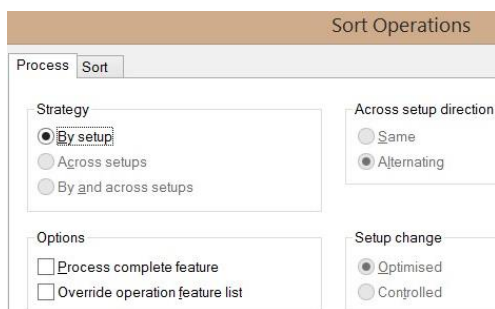 Sort Operations
Process Sort
Strategy
By setup
Across setups
By and across setups
Across setup direction
Same
Alternating
Options
Process complete feature
Override operation feature list
Setup change
Optimised
Controlled